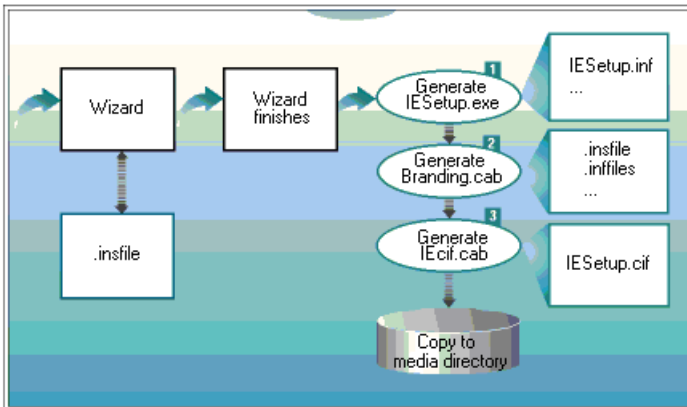 Wizard
Wizard
finishes
1
Generate
IESetup.exe
IESetup.inf
...
2
Generate
Branding.cab
.insfile
.inffiles
...
3
Generate
IEcif.cab
IESetup.cif
.insfile
Copy to
media directory